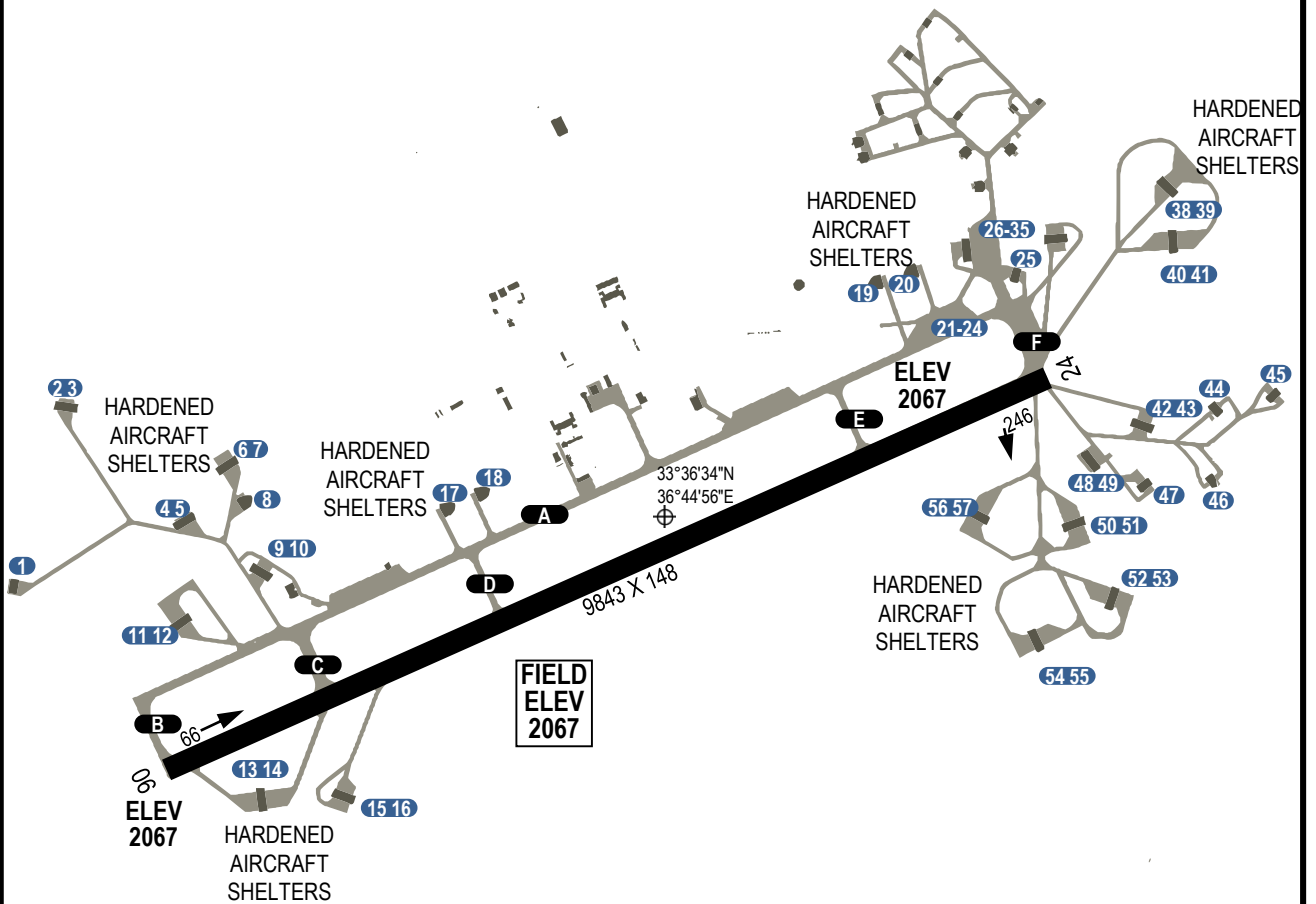 HARDENED
AIRCRAFT
SHELTERS
38 39
40 41
HARDENED
AIRCRAFT
SHELTERS
26-35
25
19
20
21-24
F
24
246
ELEV
2067
E
44
45
42 43
48 49
47
46
56 57
50 51
52 53
54 55
HARDENED
AIRCRAFT
SHELTERS
2 3
HARDENED
AIRCRAFT
SHELTERS
6 7
8
4 5
1
9 10
11 12
HARDENED
AIRCRAFT
SHELTERS
17
18
A
33°36'34"N
36°44'56"E
D
9843 X 148
C
FIELD
ELEV
2067
B
66
06
ELEV
2067
13 14
15 16
HARDENED
AIRCRAFT
SHELTERS